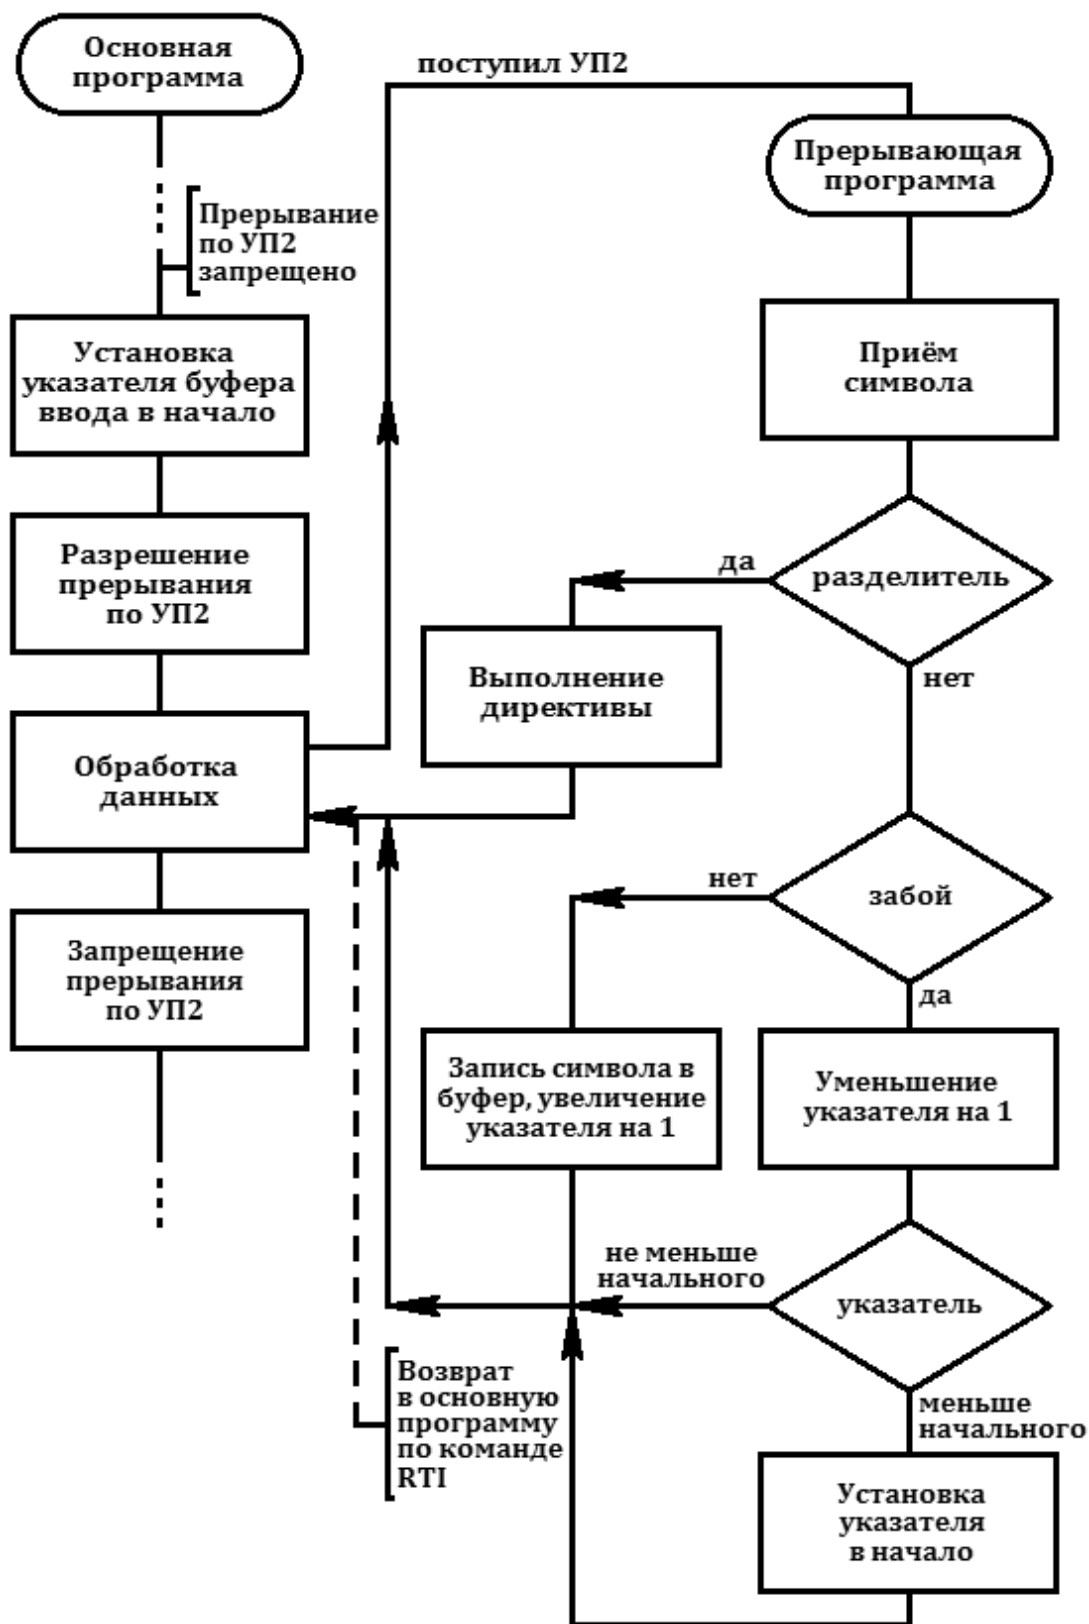 Основная
программа
поступил УП2
Прерывающая
программа
Прерывание
по УП2
запрещено
Установка
указателя буфера
ввода в начало
Приём
символа
Разрешение
прерывания
по УП2
да
разделитель
нет
Выполнение
директивы
Обработка
данных
нет
забой
да
Запрещение
прерывания
по УП2
Запись символа в
буфер, увеличение
указателя на 1
Уменьшение
указателя на 1
не меньше
начального
указатель
Возврат
в основную
программу
по команде
RTI
меньше
начального
Установка
указателя
в начало